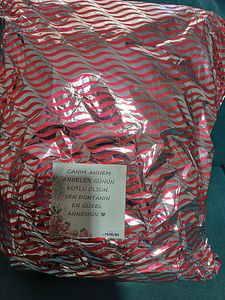 CANIM ANNEM
ANNELER GÜNÜN
KUTLU OLSUN
SEN DÜNYANIN
EN GÜZEL
ANNESİSİN